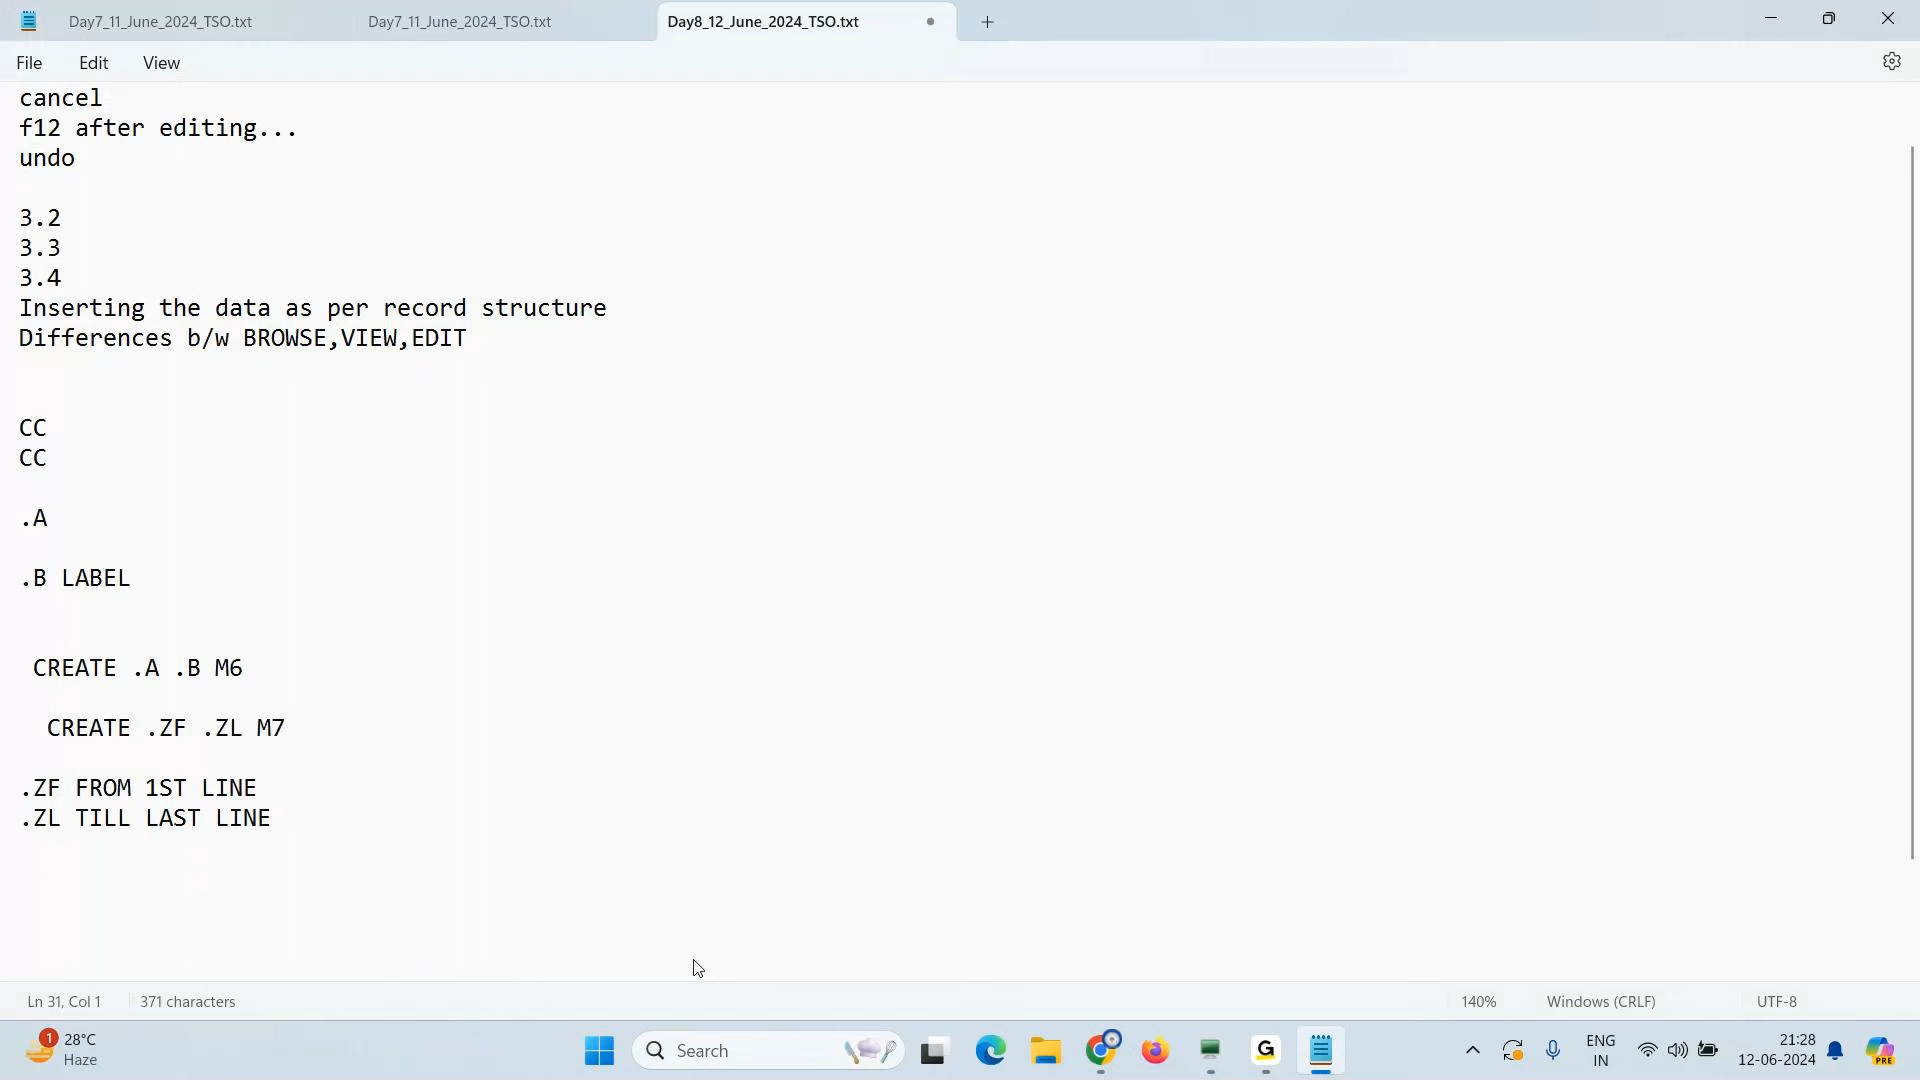 Day7_11_June_2024_TSO.txt
Day7_11_June_2024_TSO.txt
Day8_12_June_2024_TSO.txt
File Edit View
cancel
f12 after editing...
undo
3.2
3.3
3.4
Inserting the data as per record structure
Differences b/w BROWSE,VIEW,EDIT
CC
CC
.A
.B LABEL
CREATE .A .B M6
CREATE .ZF .ZL M7
.ZF FROM 1ST LINE
.ZL TILL LAST LINE
Ln 31, Col 1 371 characters 140% Windows (CRLF) UTF-8
1 28°C
Haze
Search
G
ENG
IN
21:28
12-06-2024
PRE